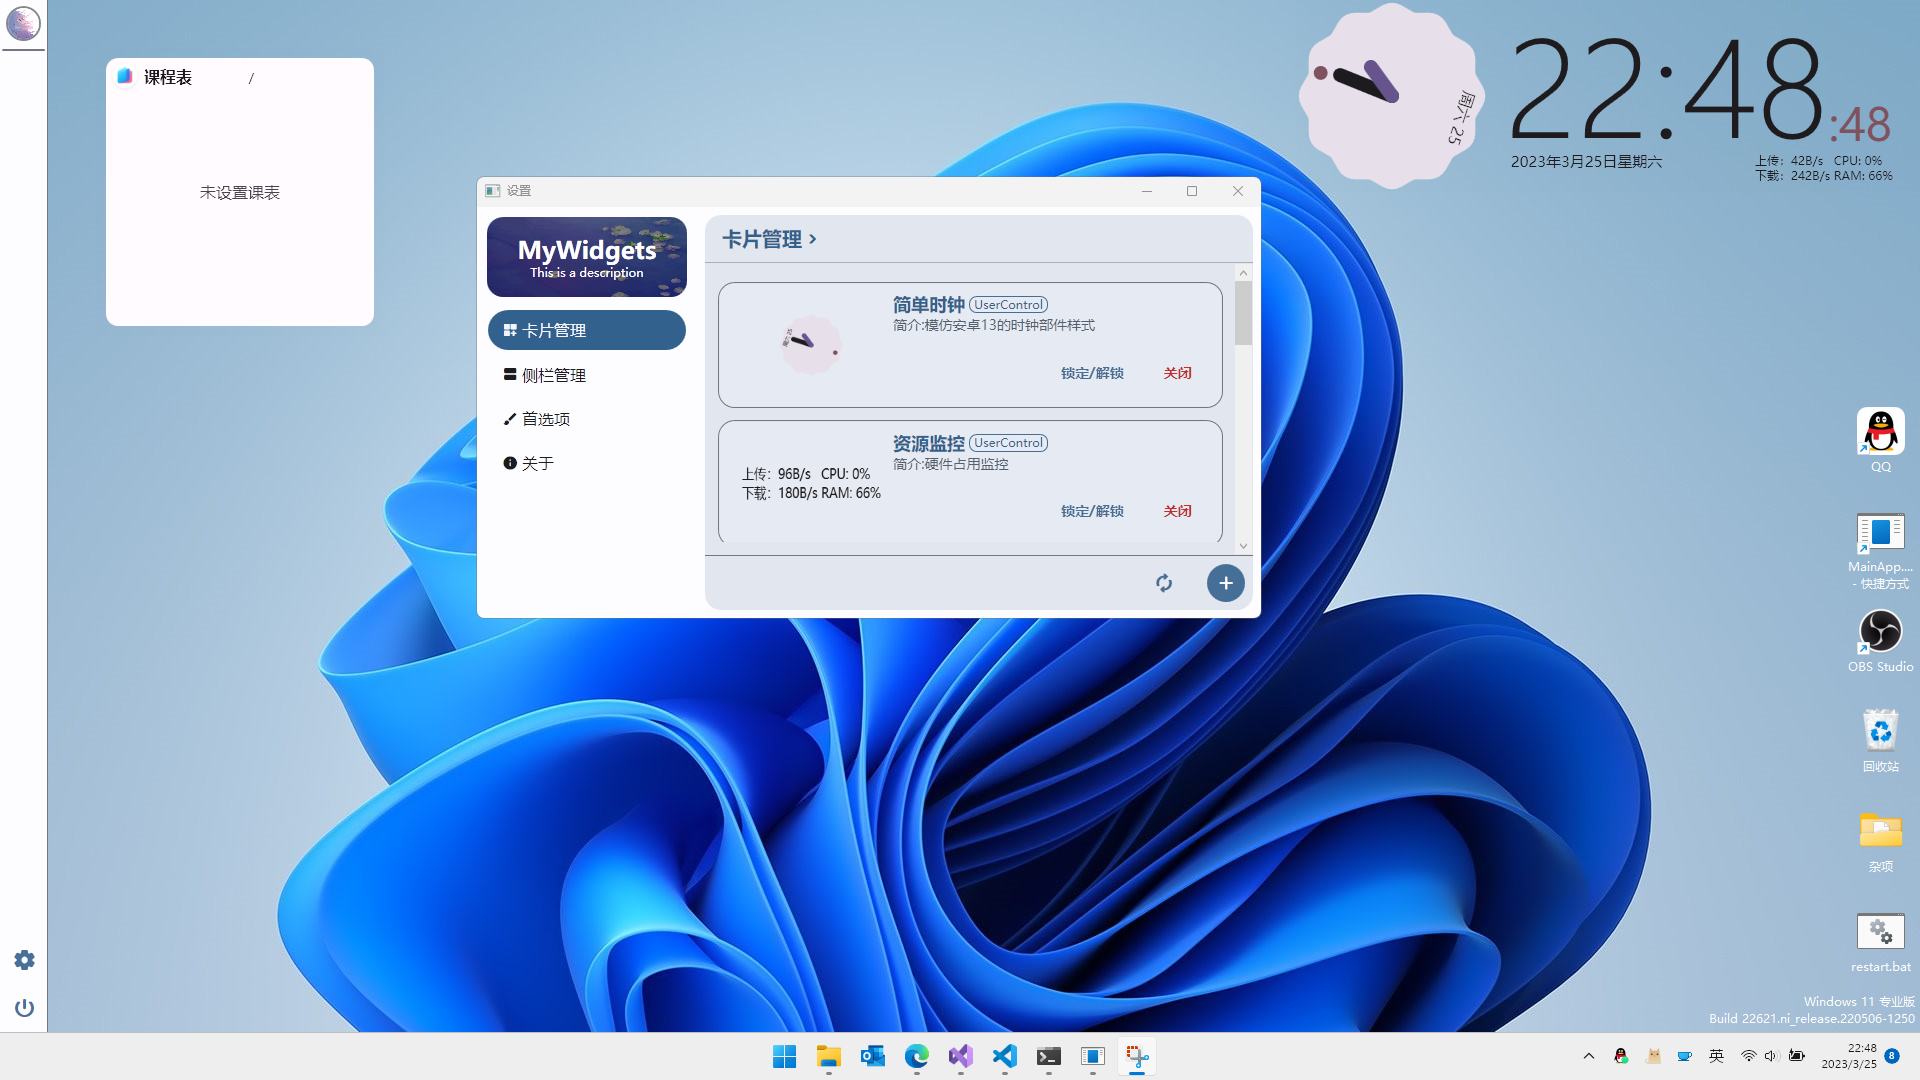 课程表
/
未设置课表
周六 25
22:48
:48
2023年3月25日星期六
上传: 42B/s CPU: 0%
下载: 242B/s RAM: 66%
设置
MyWidgets
This is a description
卡片管理
侧栏管理
首选项
关于
卡片管理 ›
周六 25
简单时钟 UserControl
简介:模仿安卓13的时钟部件样式
锁定/解锁 关闭
上传: 96B/s CPU: 0%
下载: 180B/s RAM: 66%
资源监控 UserControl
简介:硬件占用监控
锁定/解锁 关闭
QQ
MainApp....
- 快捷方式
OBS Studio
回收站
杂项
restart.bat
Windows 11 专业版
Build 22621.ni_release.220506-1250
英
22:48
2023/3/25
8